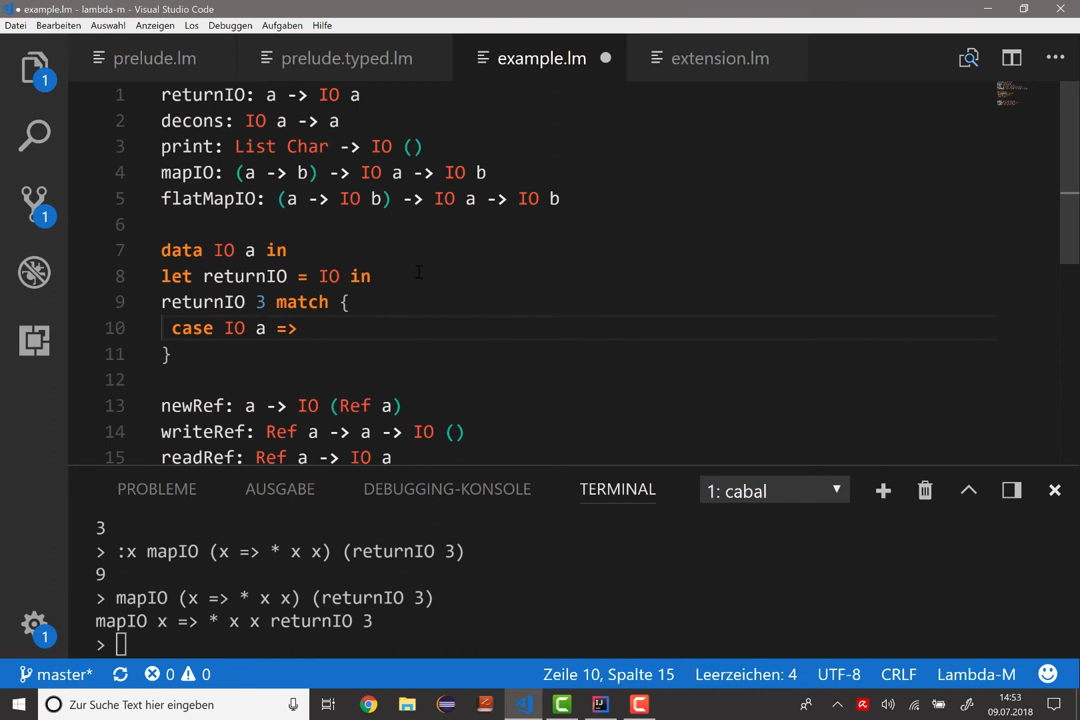 ● example.lm - lambda-m - Visual Studio Code
Datei Bearbeiten Auswahl Anzeigen Los Debuggen Aufgaben Hilfe
prelude.lm prelude.typed.lm example.lm extension.lm
1 returnIO: a -> IO a
2 decons: IO a -> a
3 print: List Char -> IO ()
4 mapIO: (a -> b) -> IO a -> IO b
5 flatMapIO: (a -> IO b) -> IO a -> IO b
6
7 data IO a in
8 let returnIO = IO in
9 returnIO 3 match {
10 case IO a =>
11 }
12
13 newRef: a -> IO (Ref a)
14 writeRef: Ref a -> a -> IO ()
15 readRef: Ref a -> IO a
1
1
1
PROBLEME AUSGABE DEBUGGING-KONSOLE TERMINAL 1: cabal
3
> :x mapIO (x => * x x) (returnIO 3)
9
> mapIO (x => * x x) (returnIO 3)
mapIO x => * x x returnIO 3
>
master* 0 0 Zeile 10, Spalte 15 Leerzeichen: 4 UTF-8 CRLF Lambda-M
Zur Suche Text hier eingeben 14:53
09.07.2018